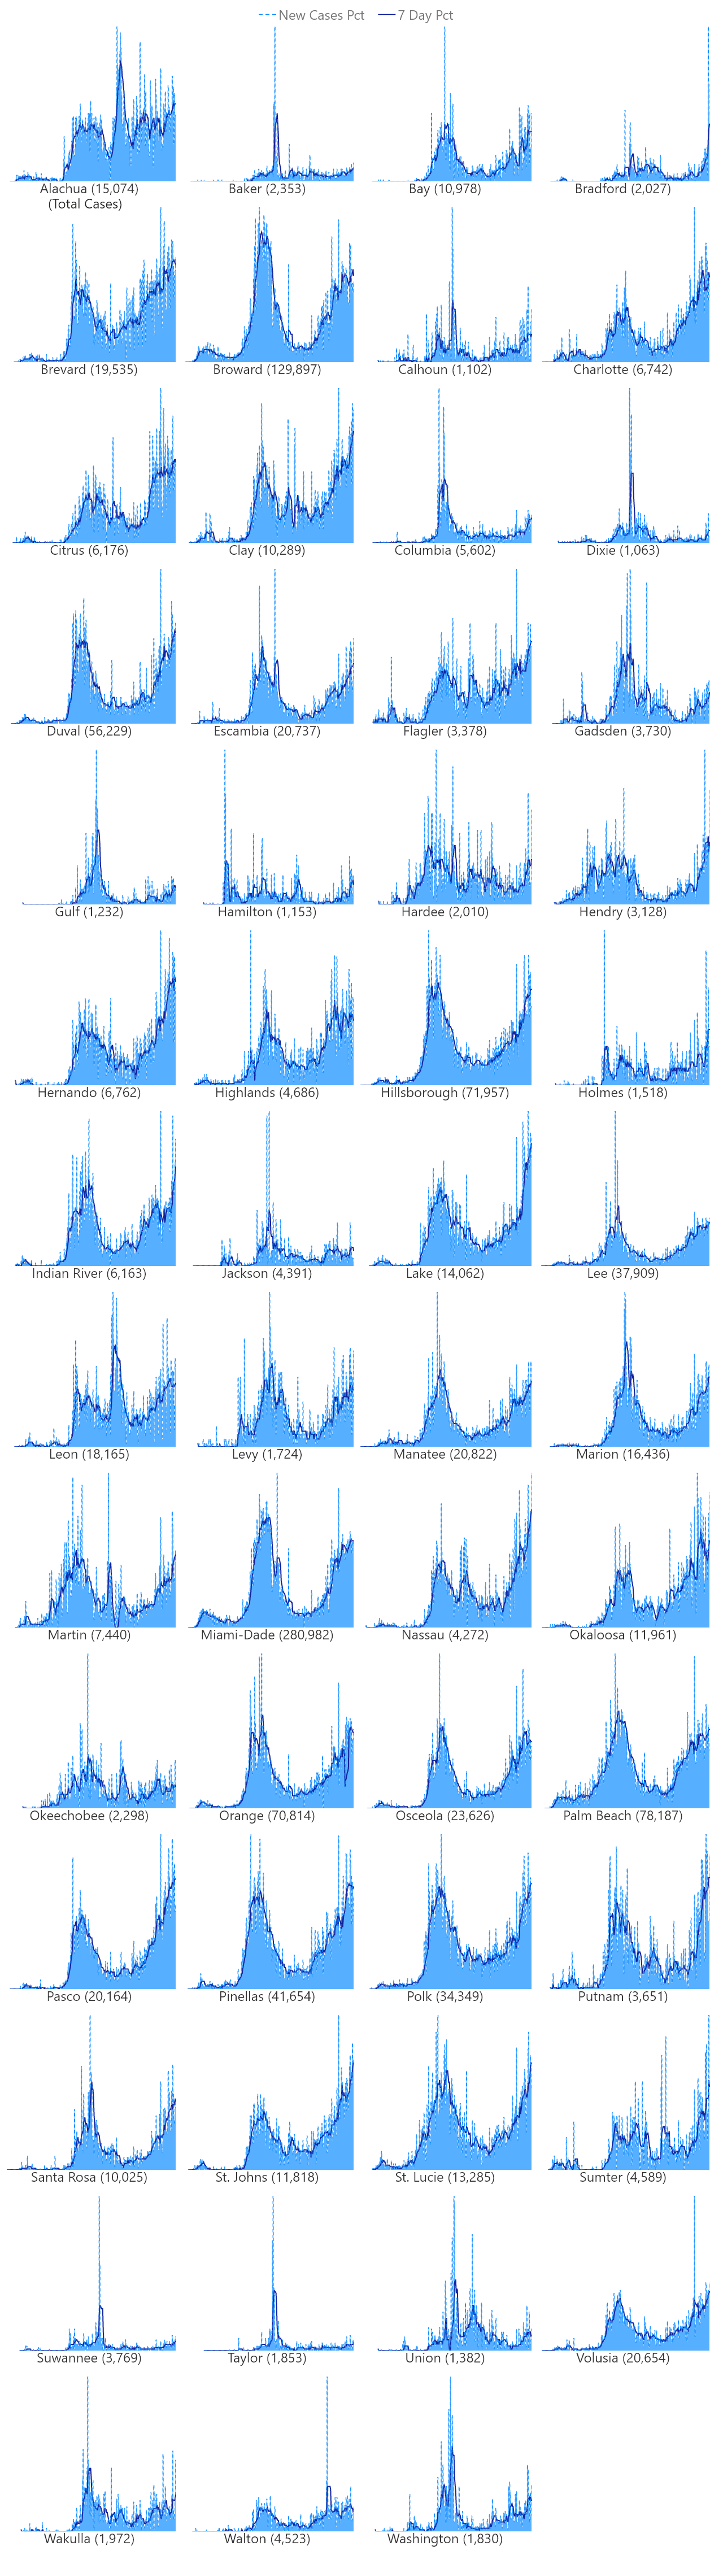 New Cases Pct 7 Day Pct
Alachua (15,074) Baker (2,353) Bay (10,978) Bradford (2,027)
(Total Cases)
Brevard (19,535) Broward (129,897) Calhoun (1,102) Charlotte (6,742)
Citrus (6,176) Clay (10,289) Columbia (5,602) Dixie (1,063)
Duval (56,229) Escambia (20,737) Flagler (3,378) Gadsden (3,730)
Gulf (1,232) Hamilton (1,153) Hardee (2,010) Hendry (3,128)
Hernando (6,762) Highlands (4,686) Hillsborough (71,957) Holmes (1,518)
Indian River (6,163) Jackson (4,391) Lake (14,062) Lee (37,909)
Leon (18,165) Levy (1,724) Manatee (20,822) Marion (16,436)
Martin (7,440) Miami-Dade (280,982) Nassau (4,272) Okaloosa (11,961)
Okeechobee (2,298) Orange (70,814) Osceola (23,626) Palm Beach (78,187)
Pasco (20,164) Pinellas (41,654) Polk (34,349) Putnam (3,651)
Santa Rosa (10,025) St. Johns (11,818) St. Lucie (13,285) Sumter (4,589)
Suwannee (3,769) Taylor (1,853) Union (1,382) Volusia (20,654)
Wakulla (1,972) Walton (4,523) Washington (1,830)